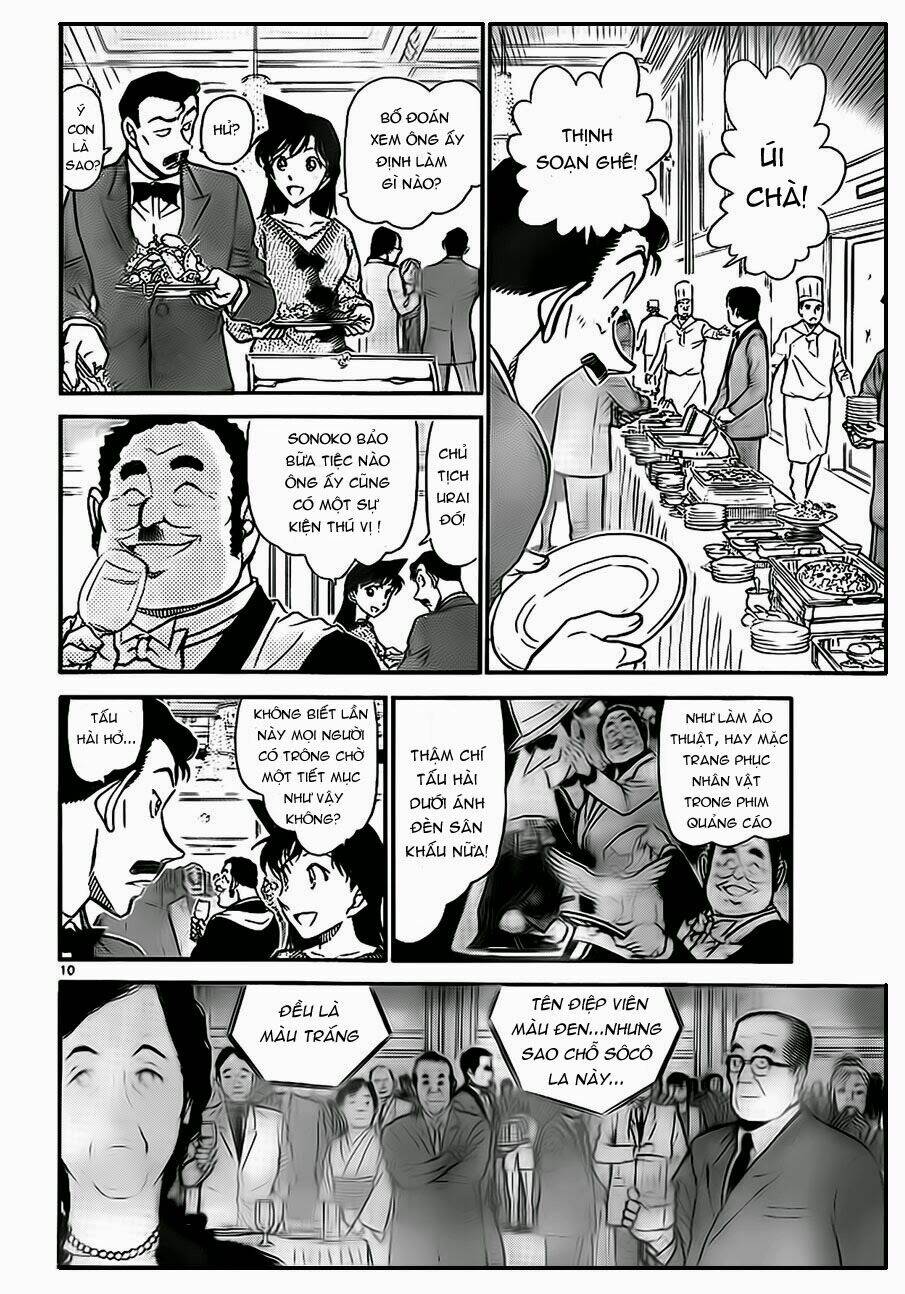 ÚI
CHÀ!
THỊNH
SOẠN GHÊ!
BỐ ĐOÁN
XEM ÔNG ẤY
ĐỊNH LÀM
GÌ NÀO?
HỬ?
Ý
CON
LÀ
SAO?
CHỦ
TỊCH
URAI
ĐÓ!
SONOKO BẢO
BỮA TIỆC NÀO
ÔNG ẤY CŨNG
CÓ MỘT SỰ
KIỆN THÚ VỊ!
NHƯ LÀM ẢO
THUẬT, HAY MẶC
TRANG PHỤC
NHÂN VẬT
TRONG PHIM
QUẢNG CÁO
THẬM CHÍ
TẤU HÀI
DƯỚI ÁNH
ĐÈN SÂN
KHẤU NỮA!
KHÔNG BIẾT LẦN
NÀY MỌI NGƯỜI
CÓ TRÔNG CHỜ
MỘT TIẾT MỤC
NHƯ VẬY
KHÔNG?
TẤU
HÀI HỞ...
10
TÊN ĐIỆP VIÊN
MÀU ĐEN...NHƯNG
SAO CHỖ SÔCÔ
LA NÀY...
ĐỀU LÀ
MÀU TRẮNG